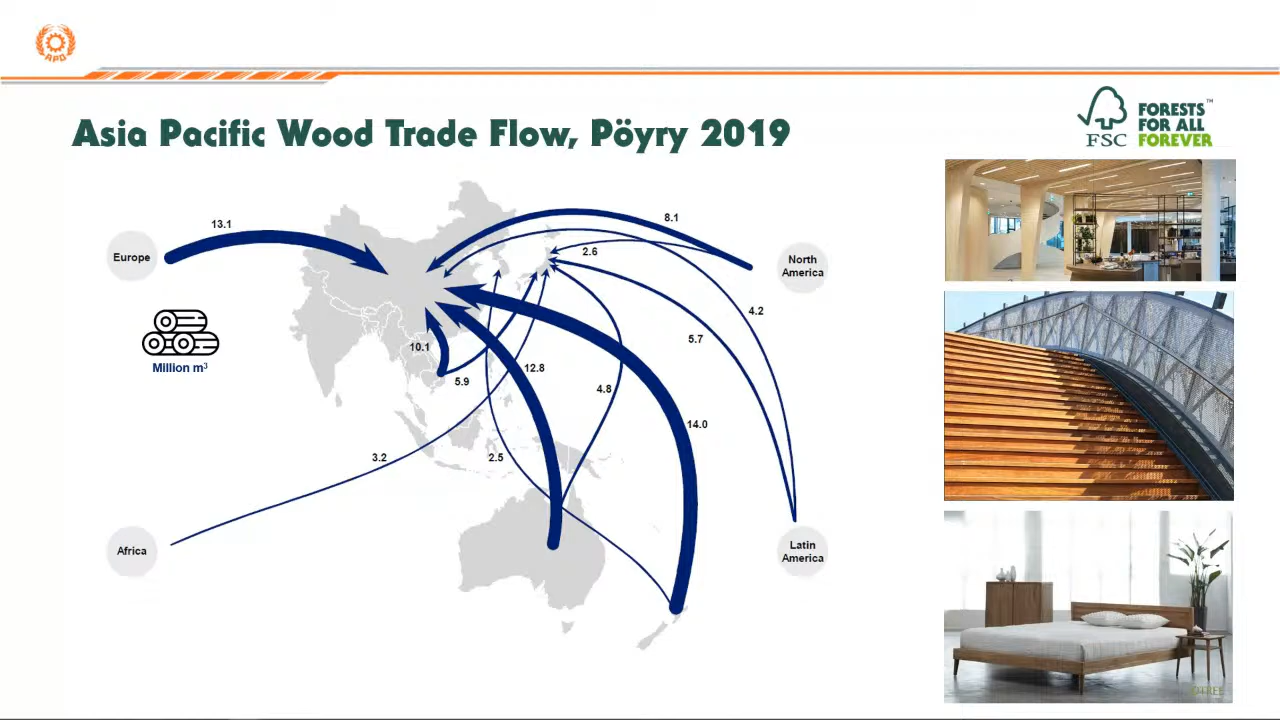 APO
Asia Pacific Wood Trade Flow, Pöyry 2019
FSC
FORESTS™
FOR ALL
FOREVER
13.1
8.1
Europe
2.6
North
America
4.2
Million m³
10.1
5.7
5.9
12.8
4.8
14.0
3.2
2.5
Africa
Latin
America